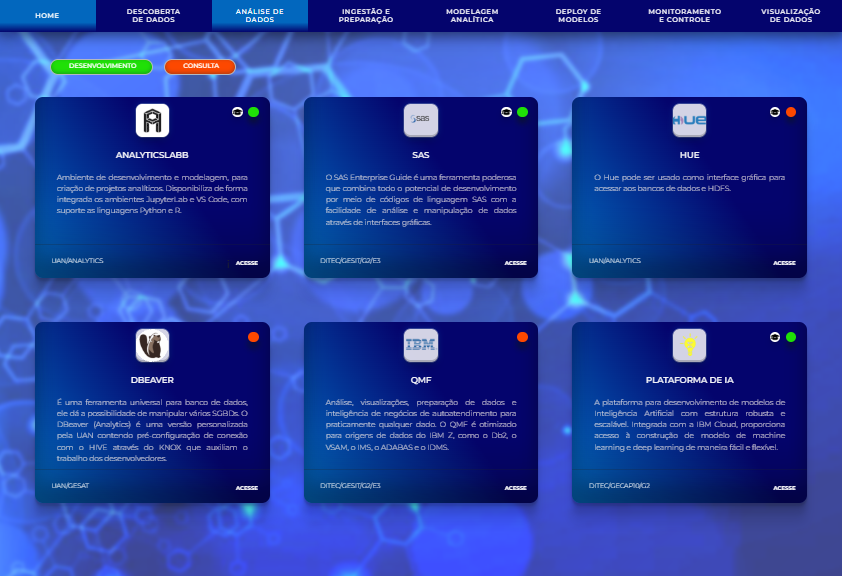 HOME
DESCOBERTA
DE DADOS
ANÁLISE DE
DADOS
INGESTÃO E
PREPARAÇÃO
MODELAGEM
ANALÍTICA
DEPLOY DE
MODELOS
MONITORAMENTO
E CONTROLE
VISUALIZAÇÃO
DE DADOS
DESENVOLVIMENTO
CONSULTA
ANALYTICSLABB
Ambiente de desenvolvimento e modelagem, para
criação de projetos analíticos. Disponibiliza de forma
integrada os ambientes JupyterLab e VS Code, com
suporte as linguagens Python e R.
UAN/ANALYTICS
ACESSE
sas
SAS
O SAS Enterprise Guide é uma ferramenta poderosa
que combina todo o potencial de desenvolvimento
por meio de códigos de linguagem SAS com a
facilidade de análise e manipulação de dados
através de interfaces gráficas.
DITEC/GESIT/G2/E3
ACESSE
HUE
HUE
O Hue pode ser usado como interface gráfica para
acessar aos bancos de dados e HDFS.
UAN/ANALYTICS
ACESSE
DBEAVER
É uma ferramenta universal para banco de dados,
ele dá a possibilidade de manipular vários SGBDs. O
DBeaver (Analytics) é uma versão personalizada
pela UAN contendo pré-configuração de conexão
com o HIVE através do KNOX que auxiliam o
trabalho dos desenvolvedores.
UAN/GESAT
ACESSE
IBM
QMF
Análise, visualizações, preparação de dados e
inteligência de negócios de autoatendimento para
praticamente qualquer dado. O QMF é otimizado
para origens de dados do IBM Z, como o Db2, o
VSAM, o IMS, o ADABAS e o IDMS.
DITEC/GESIT/G2/E3
ACESSE
PLATAFORMA DE IA
A plataforma para desenvolvimento de modelos de
Inteligência Artificial com estrutura robusta e
escalável. Integrada com a IBM Cloud, proporciona
acesso à construção de modelo de machine
learning e deep learning de maneira fácil e flexível.
DITEC/GECAP10/G2
ACESSE